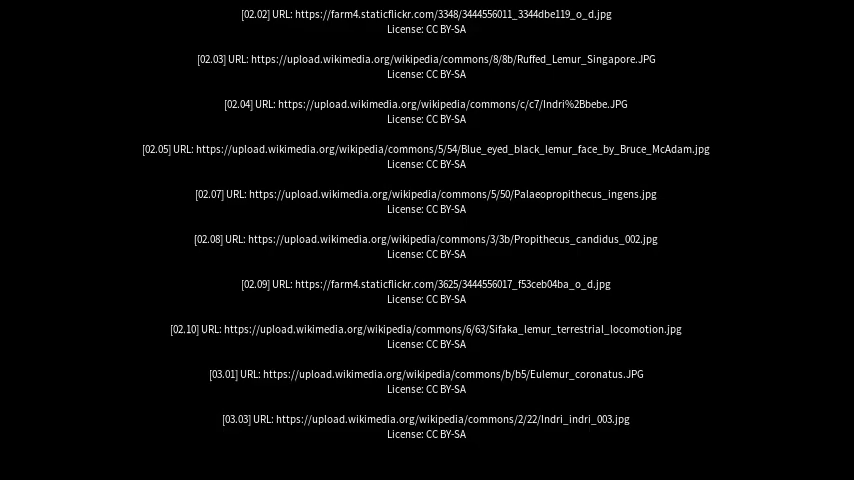 [02.02] URL: https://farm4.staticflickr.com/3348/3444556011_3344dbe119_o_d.jpg
License: CC BY-SA
[02.03] URL: https://upload.wikimedia.org/wikipedia/commons/8/8b/Ruffed_Lemur_Singapore.JPG
License: CC BY-SA
[02.04] URL: https://upload.wikimedia.org/wikipedia/commons/c/c7/Indri%2Bbebe.JPG
License: CC BY-SA
[02.05] URL: https://upload.wikimedia.org/wikipedia/commons/5/54/Blue_eyed_black_lemur_face_by_Bruce_McAdam.jpg
License: CC BY-SA
[02.07] URL: https://upload.wikimedia.org/wikipedia/commons/5/50/Palaeopropithecus_ingens.jpg
License: CC BY-SA
[02.08] URL: https://upload.wikimedia.org/wikipedia/commons/3/3b/Propithecus_candidus_002.jpg
License: CC BY-SA
[02.09] URL: https://farm4.staticflickr.com/3625/3444556017_f53ceb04ba_o_d.jpg
License: CC BY-SA
[02.10] URL: https://upload.wikimedia.org/wikipedia/commons/6/63/Sifaka_lemur_terrestrial_locomotion.jpg
License: CC BY-SA
[03.01] URL: https://upload.wikimedia.org/wikipedia/commons/b/b5/Eulemur_coronatus.JPG
License: CC BY-SA
[03.03] URL: https://upload.wikimedia.org/wikipedia/commons/2/22/Indri_indri_003.jpg
License: CC BY-SA